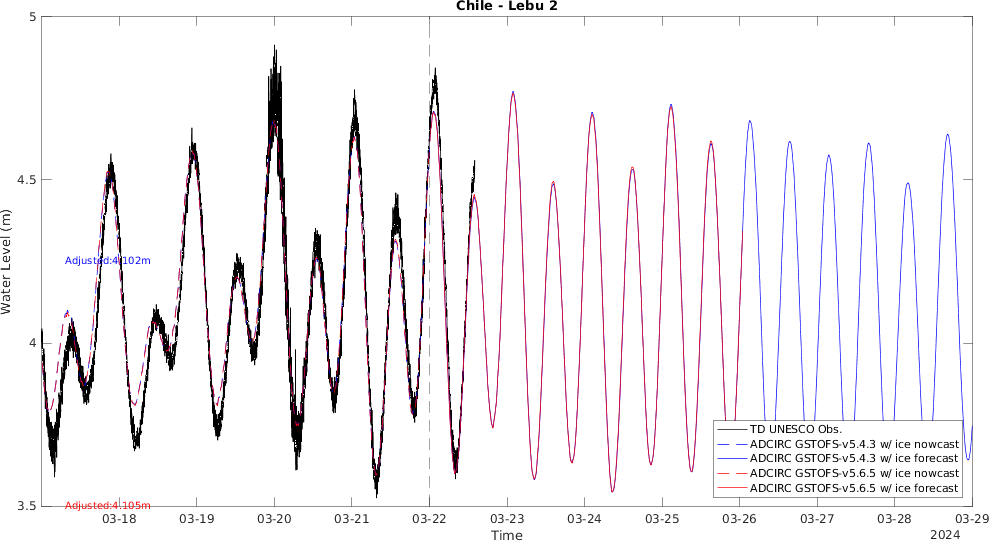 Chile - Lebu 2
5
4.5
4
3.5
Water Level (m)
Adjusted:4.102m
Adjusted:4.105m
TD UNESCO Obs.
ADCIRC GSTOFS-v5.4.3 w/ ice nowcast
ADCIRC GSTOFS-v5.4.3 w/ ice forecast
ADCIRC GSTOFS-v5.6.5 w/ ice nowcast
ADCIRC GSTOFS-v5.6.5 w/ ice forecast
03-18 03-19 03-20 03-21 03-22 03-23 03-24 03-25 03-26 03-27 03-28 03-29
Time
2024